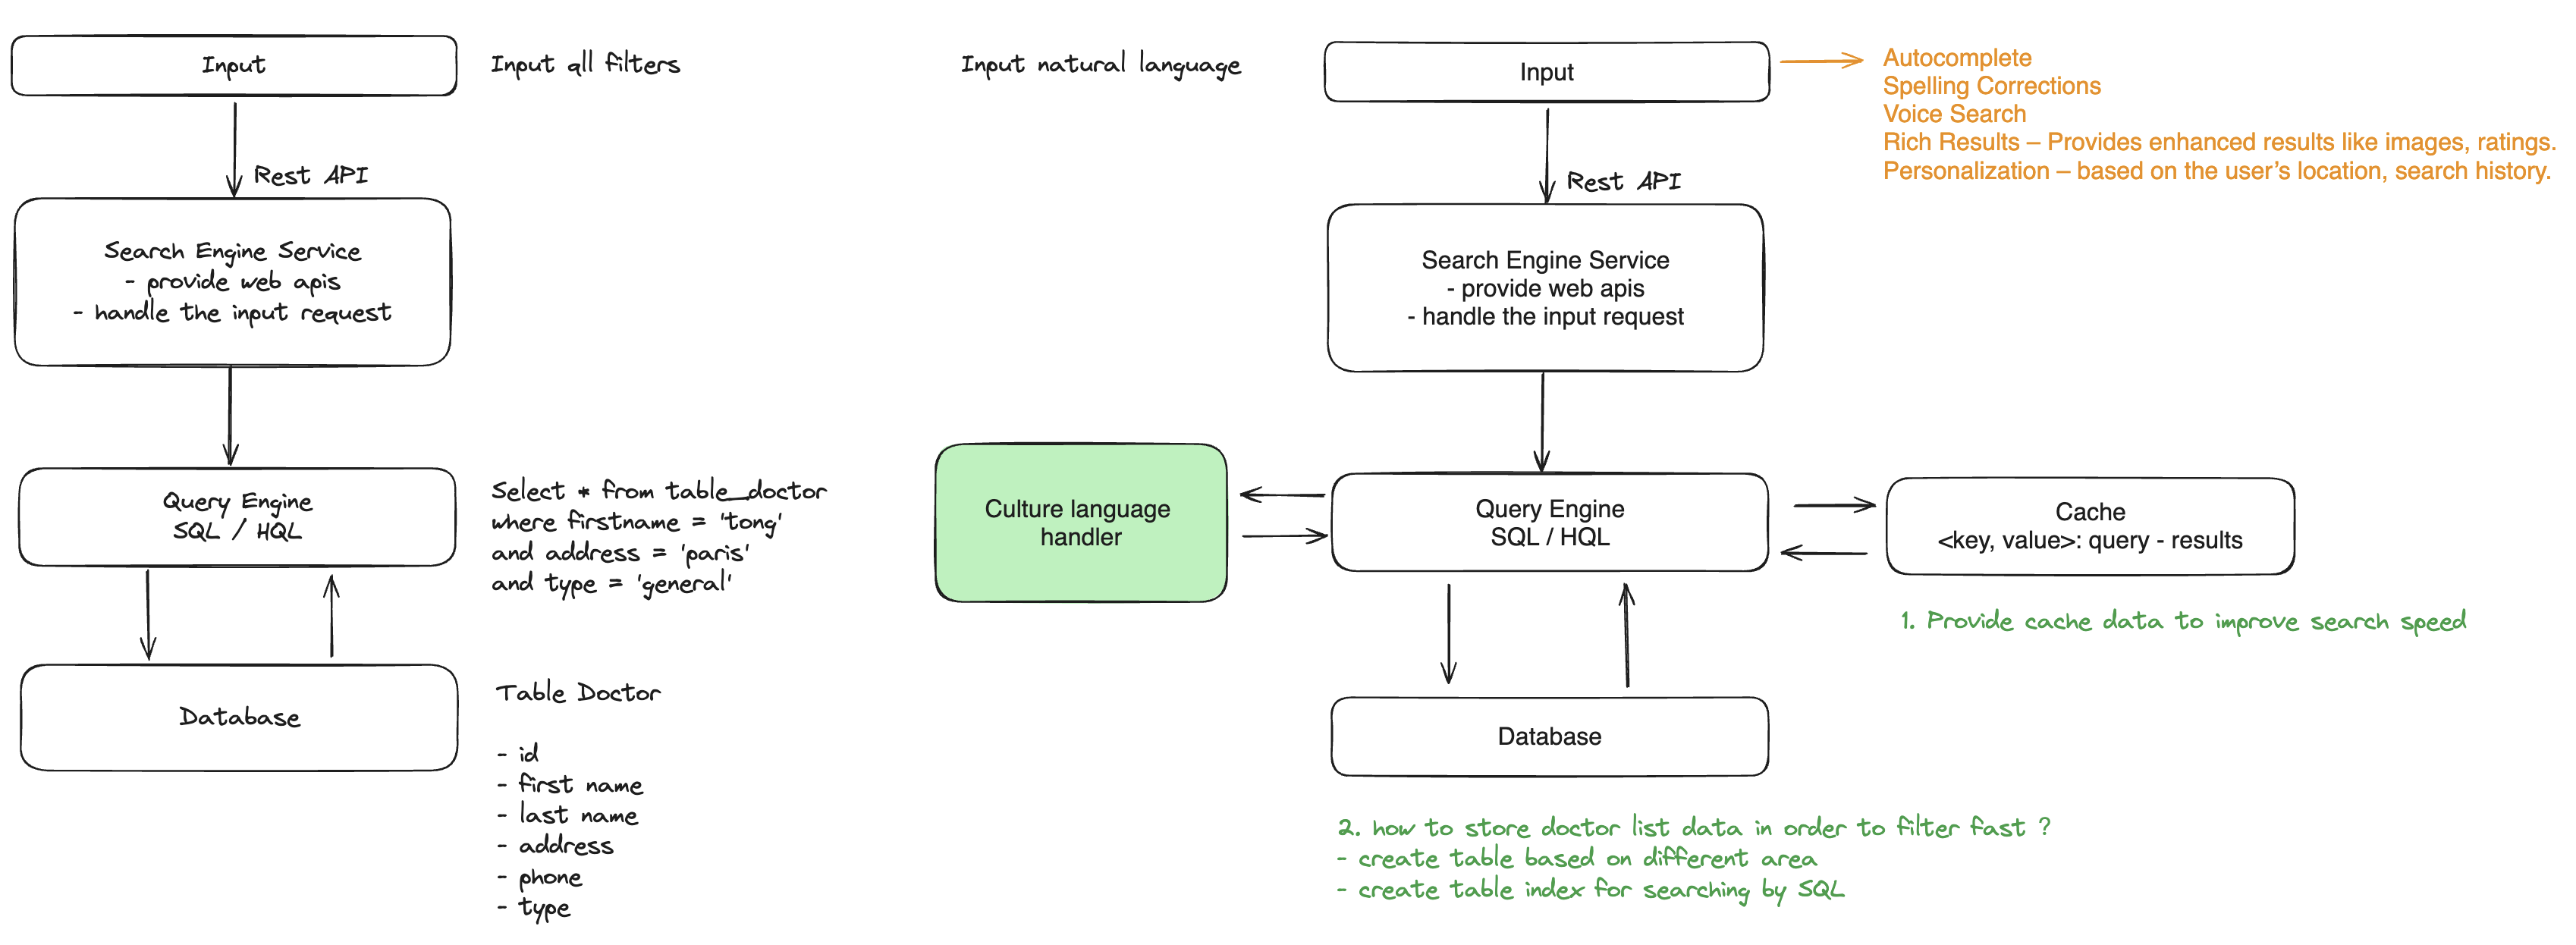 Input
Input qll filters
Rest API
Search Engine Service
- provide web apis
- handle the input request
Query Engine
SQL / HQL
Select * from table_doctor
where firstname = 'tong'
and address = 'paris'
and type = 'general'
Database
Table Doctor
- id
- first name
- last name
- address
- phone
- type
Input natural language
Input
Autocomplete
Spelling Corrections
Voice Search
Rich Results – Provides enhanced results like images, ratings.
Personalization – based on the user's location, search history.
Rest API
Search Engine Service
- provide web apis
- handle the input request
Culture language
handler
Query Engine
SQL / HQL
Cache
<key, value>: query - results
1. Provide cache data to improve search speed
Database
2. how to store doctor list data in order to filter fast ?
- create table based on different area
- create table index for searching by SQL